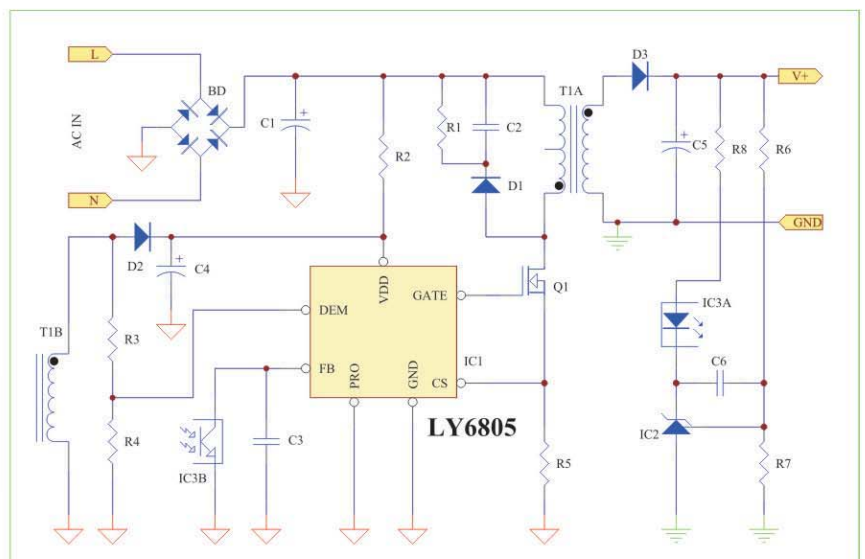 L
BD
AC IN
N
C1
R2
R1
C2
D1
T1A
D3
V+
C5
R8
R6
GND
D2
C4
VDD
GATE
Q1
DEM
IC3A
T1B
R3
FB
PRO
GND
CS
IC1
C6
LY6805
IC2
R4
IC3B
C3
R5
R7